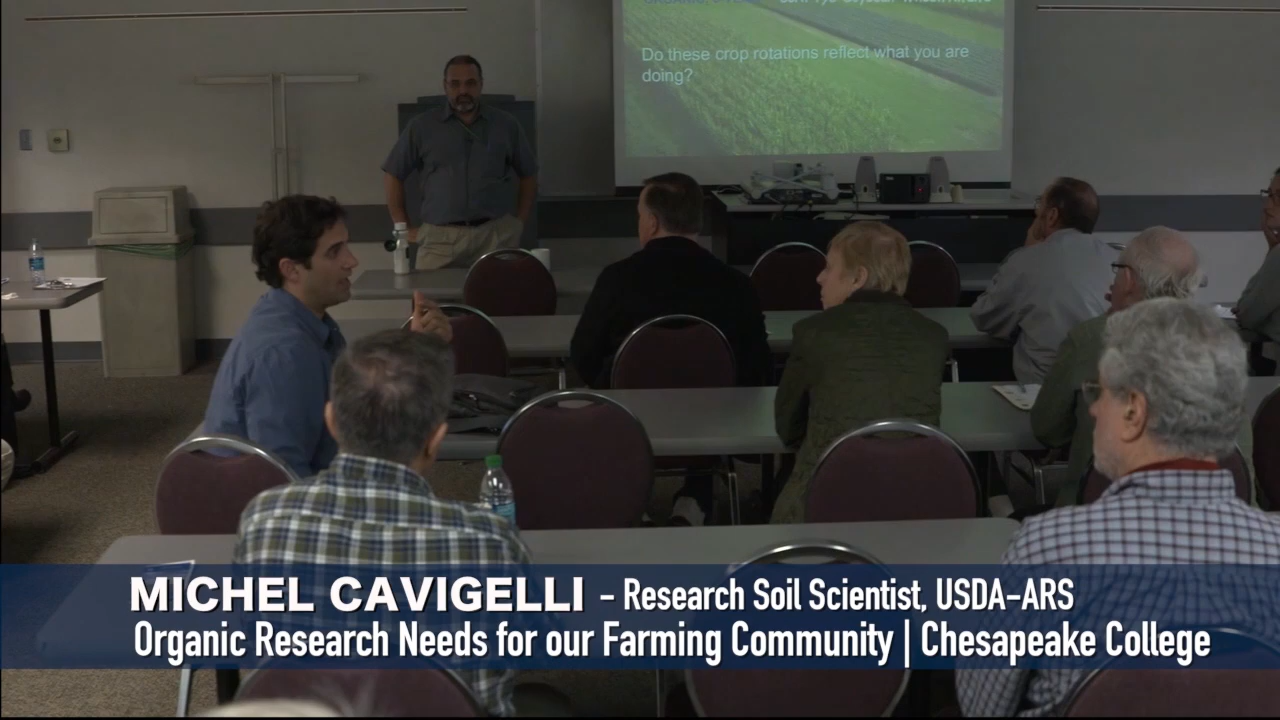 Do these crop rotations reflect what you are
doing?
MICHEL CAVIGELLI - Research Soil Scientist, USDA-ARS
Organic Research Needs for our Farming Community | Chesapeake College